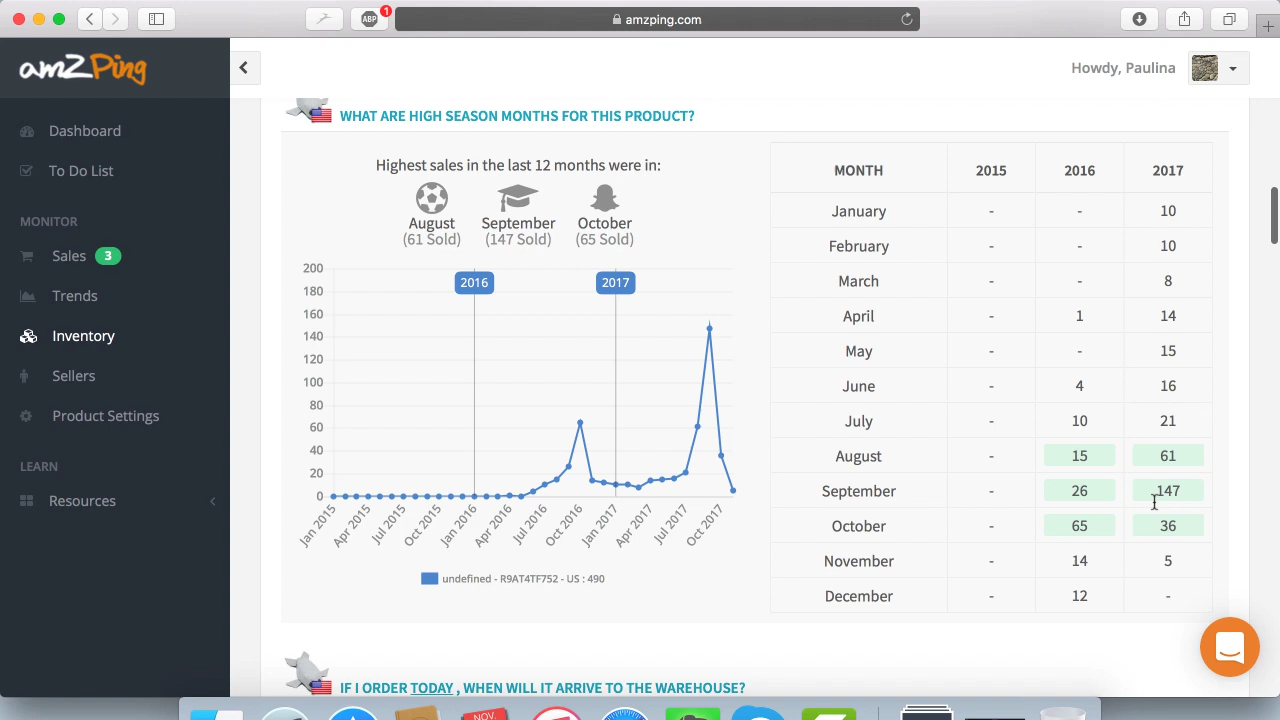 ABP
1
amzping.com
amzPing
Howdy, Paulina
Dashboard
To Do List
MONITOR
Sales 3
Trends
Inventory
Sellers
Product Settings
LEARN
Resources
WHAT ARE HIGH SEASON MONTHS FOR THIS PRODUCT?
Highest sales in the last 12 months were in:
August September October
(61 Sold) (147 Sold) (65 Sold)
200
180
160
140
120
100
80
60
40
20
0
2016 2017
Jan 2015 Apr 2015 Jul 2015 Oct 2015 Jan 2016 Apr 2016 Jul 2016 Oct 2016 Jan 2017 Apr 2017 Jul 2017 Oct 2017
undefined - R9AT4TF752 - US : 490
MONTH 2015 2016 2017
January - - 10
February - - 10
March - - 8
April - 1 14
May - - 15
June - 4 16
July - 10 21
August - 15 61
September - 26 147
October - 65 36
November - 14 5
December - 12 -
IF I ORDER TODAY , WHEN WILL IT ARRIVE TO THE WAREHOUSE?
NOV.